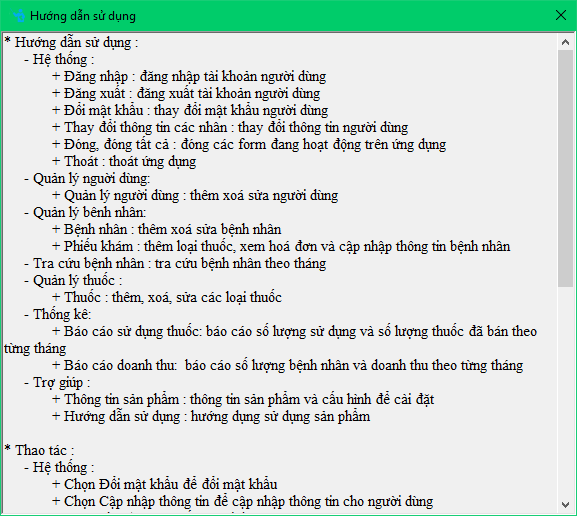 Hướng dẫn sử dụng
* Hướng dẫn sử dụng :
- Hệ thống :
+ Đăng nhập : đăng nhập tài khoản người dùng
+ Đăng xuất : đăng xuất tài khoản người dùng
+ Đổi mật khẩu : thay đổi mật khẩu người dùng
+ Thay đổi thông tin các nhân : thay đổi thông tin người dùng
+ Đóng, đóng tất cả : đóng các form đang hoạt động trên ứng dụng
+ Thoát : thoát ứng dụng
- Quản lý nguời dùng:
+ Quản lý người dùng : thêm xoá sửa người dùng
- Quản lý bênh nhân:
+ Bệnh nhân : thêm xoá sửa bệnh nhân
+ Phiếu khám : thêm loại thuốc, xem hoá đơn và cập nhập thông tin bệnh nhân
- Tra cứu bệnh nhân : tra cứu bệnh nhân theo tháng
- Quản lý thuốc :
+ Thuốc : thêm, xoá, sửa các loại thuốc
- Thống kê:
+ Báo cáo sử dụng thuốc: báo cáo số lượng sử dụng và số lượng thuốc đã bán theo
từng tháng
+ Báo cáo doanh thu:  báo cáo số lượng bệnh nhân và doanh thu theo từng tháng
- Trợ giúp :
+ Thông tin sản phẩm : thông tin sản phẩm và cấu hình để cài đặt
+ Hướng dẫn sử dụng : hướng dụng sử dụng sản phẩm
* Thao tác :
- Hệ thống :
+ Chọn Đổi mật khẩu để đổi mật khẩu
+ Chọn Cập nhập thông tin để cập nhập thông tin cho người dùng